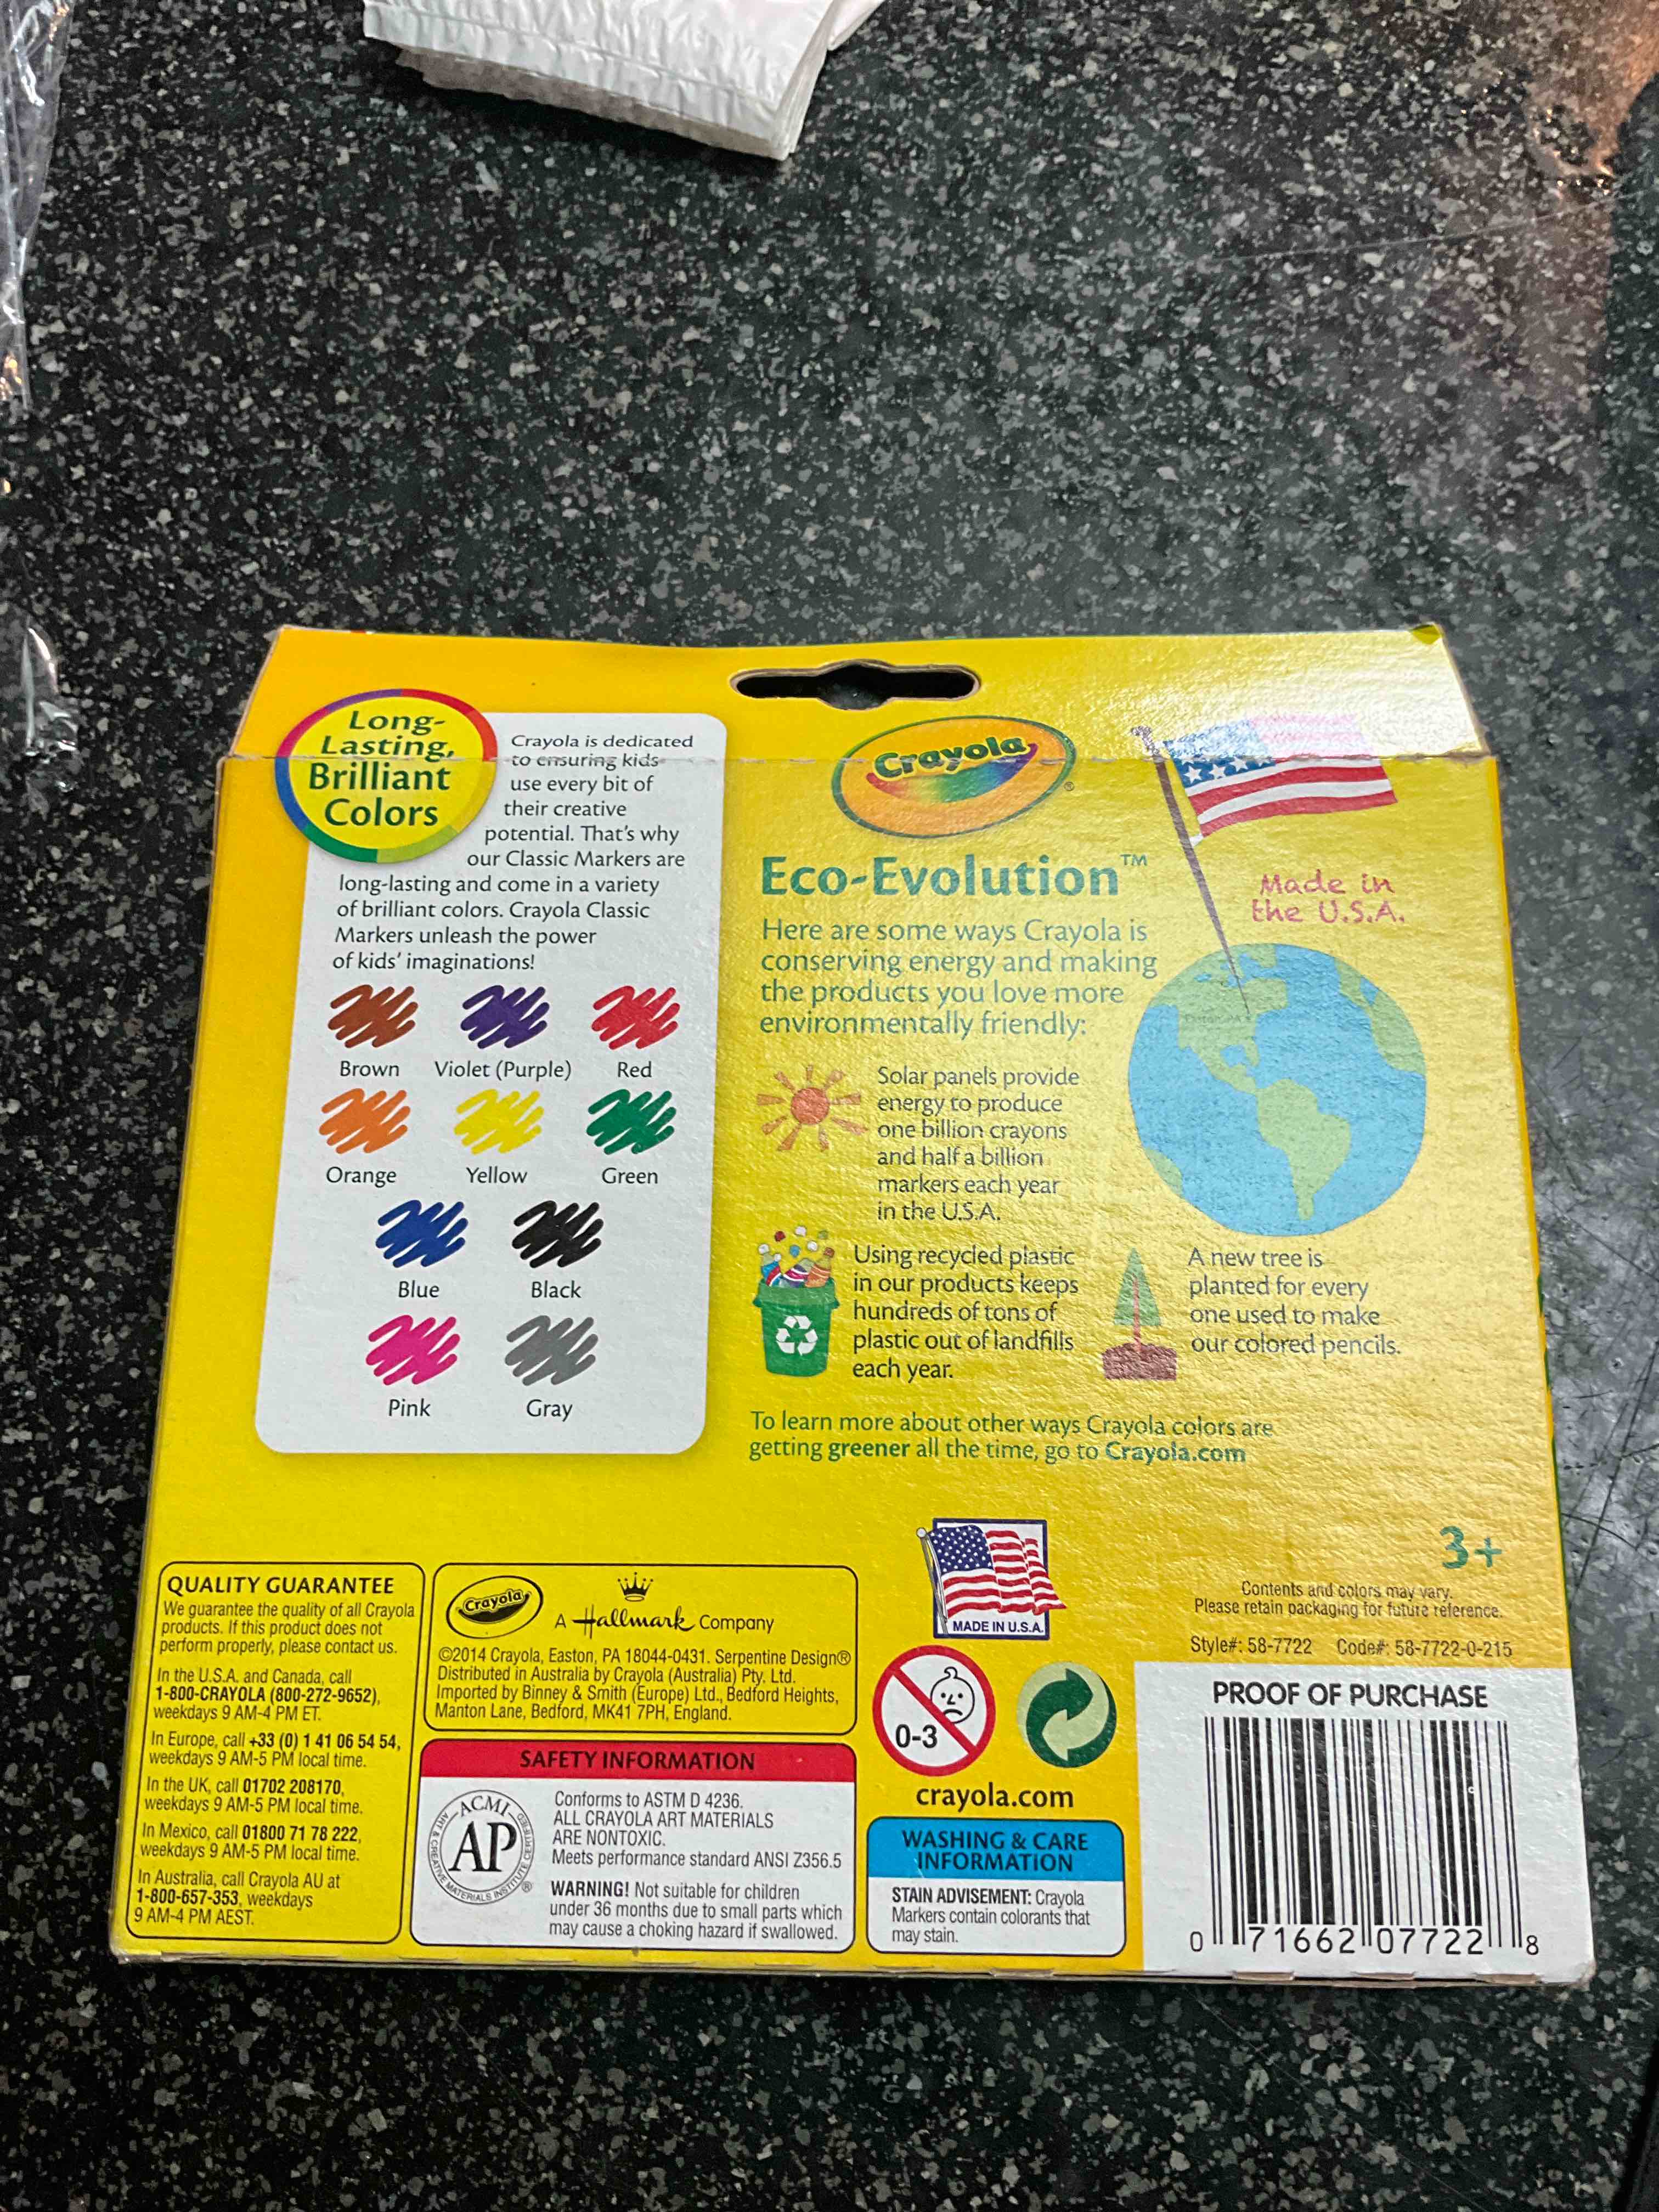 Long-
Lasting,
Brilliant
Colors
Crayola is dedicated
to ensuring kids
use every bit of
their creative
potential. That's why
our Classic Markers are
long-lasting and come in a variety
of brilliant colors. Crayola Classic
Markers unleash the power
of kids' imaginations!
Brown Violet (Purple) Red
Orange Yellow Green
Blue Black
Pink Gray
Crayola®
Eco-Evolution™
Here are some ways Crayola is
conserving energy and making
the products you love more
environmentally friendly:
Made in
the U.S.A.
Easton, PA
Solar panels provide
energy to produce
one billion crayons
and half a billion
markers each year
in the U.S.A.
Using recycled plastic
in our products keeps
hundreds of tons of
plastic out of landfills
each year.
A new tree is
planted for every
one used to make
our colored pencils.
To learn more about other ways Crayola colors are
getting greener all the time, go to Crayola.com
QUALITY GUARANTEE
We guarantee the quality of all Crayola
products. If this product does not
perform properly, please contact us.
In the U.S.A. and Canada, call
1-800-CRAYOLA (800-272-9652),
weekdays 9 AM-4 PM ET.
In Europe, call +33 (0) 1 41 06 54 54,
weekdays 9 AM-5 PM local time.
In the UK, call 01702 208170,
weekdays 9 AM-5 PM local time.
In Mexico, call 01800 71 78 222,
weekdays 9 AM-5 PM local time.
In Australia, call Crayola AU at
1-800-657-353, weekdays
9 AM-4 PM AEST.
Crayola
A Hallmark Company
©2014 Crayola, Easton, PA 18044-0431. Serpentine Design®
Distributed in Australia by Crayola (Australia) Pty. Ltd.
Imported by Binney & Smith (Europe) Ltd., Bedford Heights,
Manton Lane, Bedford, MK41 7PH, England.
SAFETY INFORMATION
ACMI
AP
ART & CREATIVE MATERIALS INSTITUTE CERTIFIED
®
Conforms to ASTM D 4236.
ALL CRAYOLA ART MATERIALS
ARE NONTOXIC.
Meets performance standard ANSI Z356.5
WARNING! Not suitable for children
under 36 months due to small parts which
may cause a choking hazard if swallowed.
MADE IN U.S.A.
0-3
crayola.com
WASHING & CARE
INFORMATION
STAIN ADVISEMENT: Crayola
Markers contain colorants that
may stain.
3+
Contents and colors may vary.
Please retain packaging for future reference.
Style#: 58-7722 Code#: 58-7722-0-215
PROOF OF PURCHASE
0 71662 07722 8